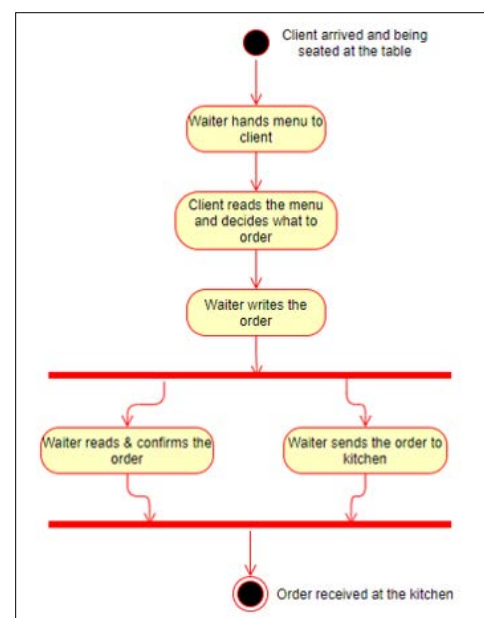 Client arrived and being
seated at the table
Waiter hands menu to
client
Client reads the menu
and decides what to
order
Waiter writes the
order
Waiter reads & confirms the
order
Waiter sends the order to
kitchen
Order received at the kitchen